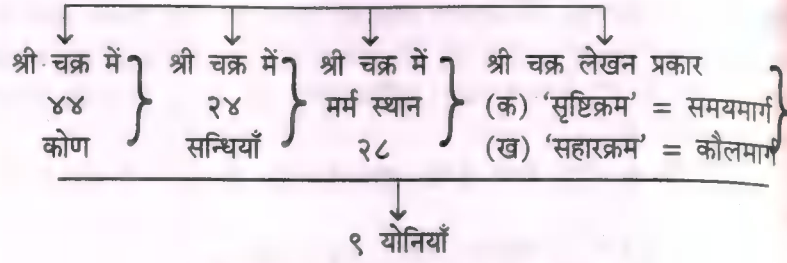 श्री चक्र में श्री चक्र में श्री चक्र में श्री चक्र लेखन प्रकार
४४ २४ मर्म स्थान (क) 'सृष्टिक्रम' = समयमार्ग
कोण सन्धियाँ २८ (ख) 'सहारक्रम' = कौलमार्ग
९ योनियाँ